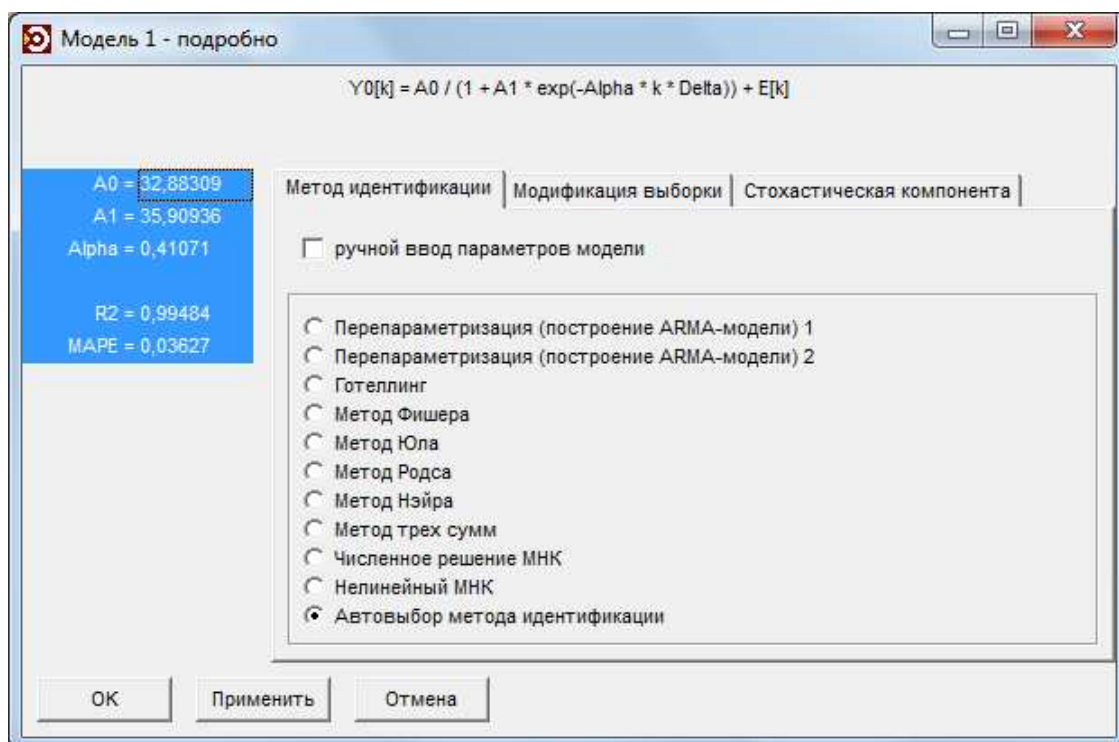 Модель 1 - подробно
Y0[k] = A0 / (1 + A1 * exp(-Alpha * k * Delta)) + E[k]
A0 = 32,88309
A1 = 35,90936
Alpha = 0,41071
R2 = 0,99484
MAPE = 0,03627
Метод идентификации
Модификация выборки
Стохастическая компонента
ручной ввод параметров модели
Перепараметризация (построение ARMA-модели) 1
Перепараметризация (построение ARMA-модели) 2
Готеллинг
Метод Фишера
Метод Юла
Метод Родса
Метод Нэйра
Метод трех сумм
Численное решение МНК
Нелинейный МНК
Автовыбор метода идентификации
OK
Применить
Отмена